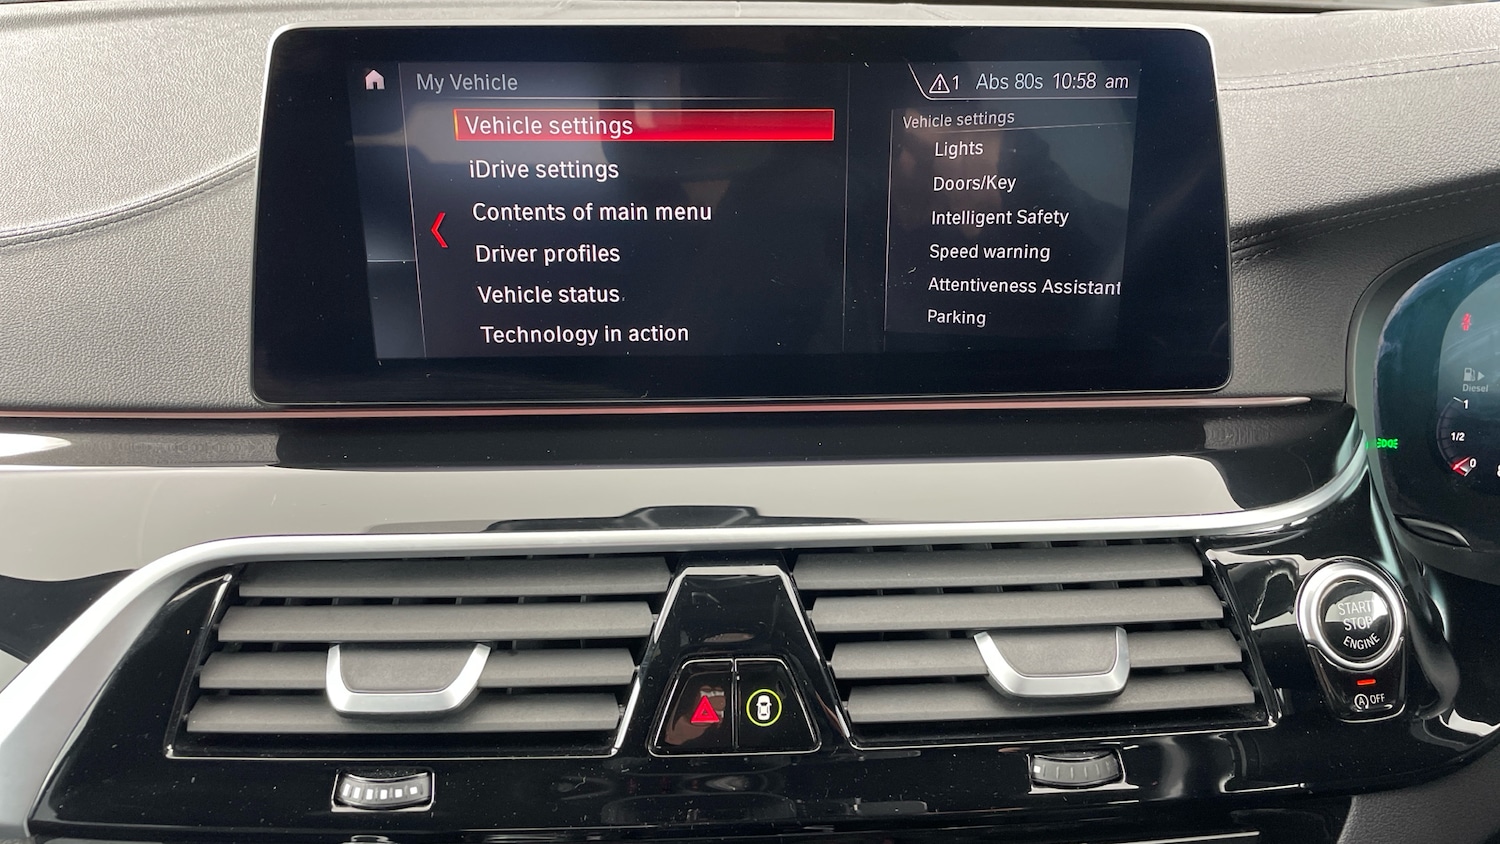 My Vehicle
1 Abs 80s 10:58 am
Vehicle settings
iDrive settings
Contents of main menu
Driver profiles
Vehicle status
Technology in action
Vehicle settings
Lights
Doors/Key
Intelligent Safety
Speed warning
Attentiveness Assistant
Parking
Diesel
1
1/2
0
START
STOP
ENGINE
A OFF